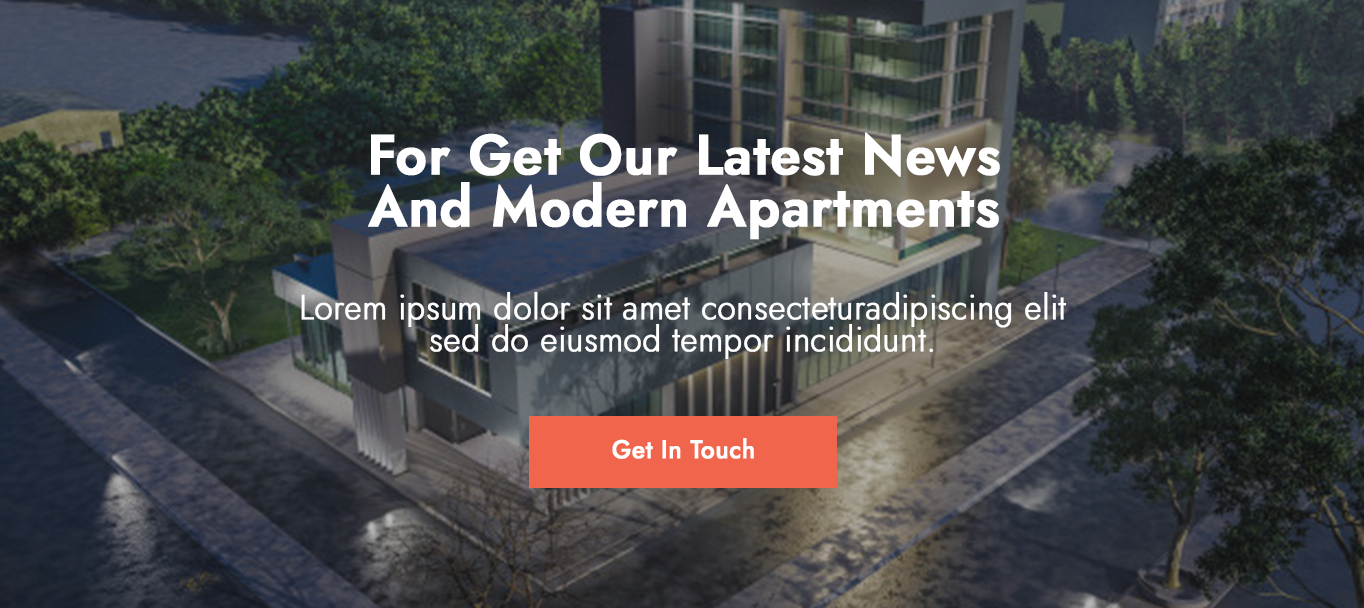 For Get Our Latest News
And Modern Apartments
Lorem ipsum dolor sit amet consecteturadipiscing elit
sed do eiusmod tempor incididunt.
Get In Touch